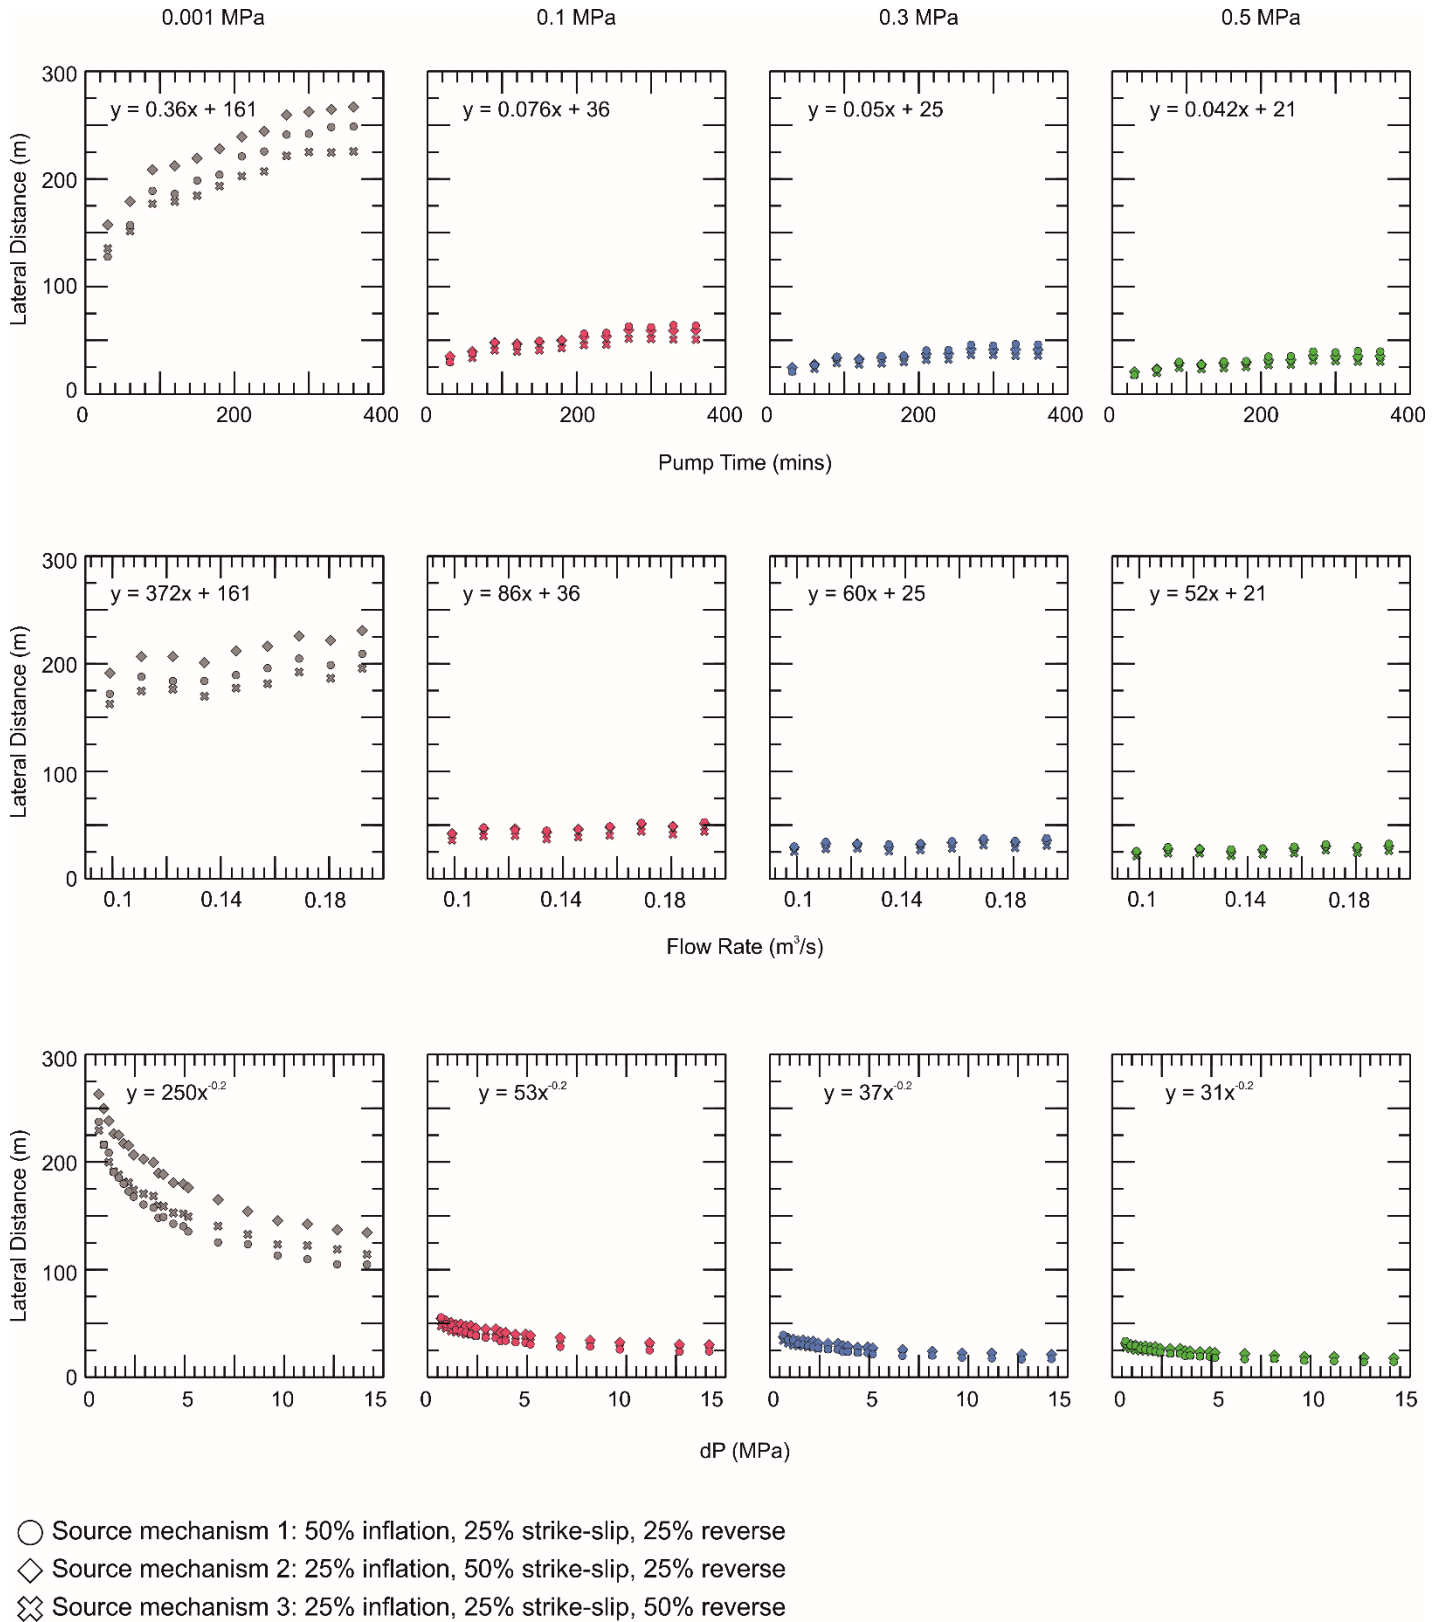 0.001 MPa 0.1 MPa 0.3 MPa 0.5 MPa
y = 0.36x + 161 y = 0.076x + 36 y = 0.05x + 25 y = 0.042x + 21
Lateral Distance (m)
300
200
100
0
0 200 400 0 200 400 0 200 400 0 200 400
Pump Time (mins)
y = 372x + 161 y = 86x + 36 y = 60x + 25 y = 52x + 21
Lateral Distance (m)
300
200
100
0
0.1 0.14 0.18 0.1 0.14 0.18 0.1 0.14 0.18 0.1 0.14 0.18
Flow Rate (m³/s)
y = 250x⁻⁰·² y = 53x⁻⁰·² y = 37x⁻⁰·² y = 31x⁻⁰·²
Lateral Distance (m)
300
200
100
0
0 5 10 15 0 5 10 15 0 5 10 15 0 5 10 15
dP (MPa)
Source mechanism 1: 50% inflation, 25% strike-slip, 25% reverse
Source mechanism 2: 25% inflation, 50% strike-slip, 25% reverse
Source mechanism 3: 25% inflation, 25% strike-slip, 50% reverse